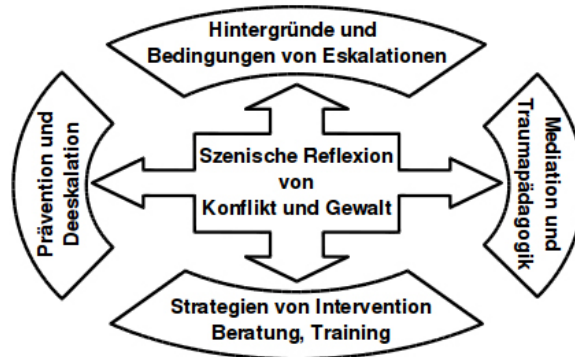 Hintergründe und
Bedingungen von Eskalationen
Prävention und
Deeskalation
Szenische Reflexion
von
Konflikt und Gewalt
Mediation und
Traumapädagogik
Strategien von Intervention
Beratung, Training